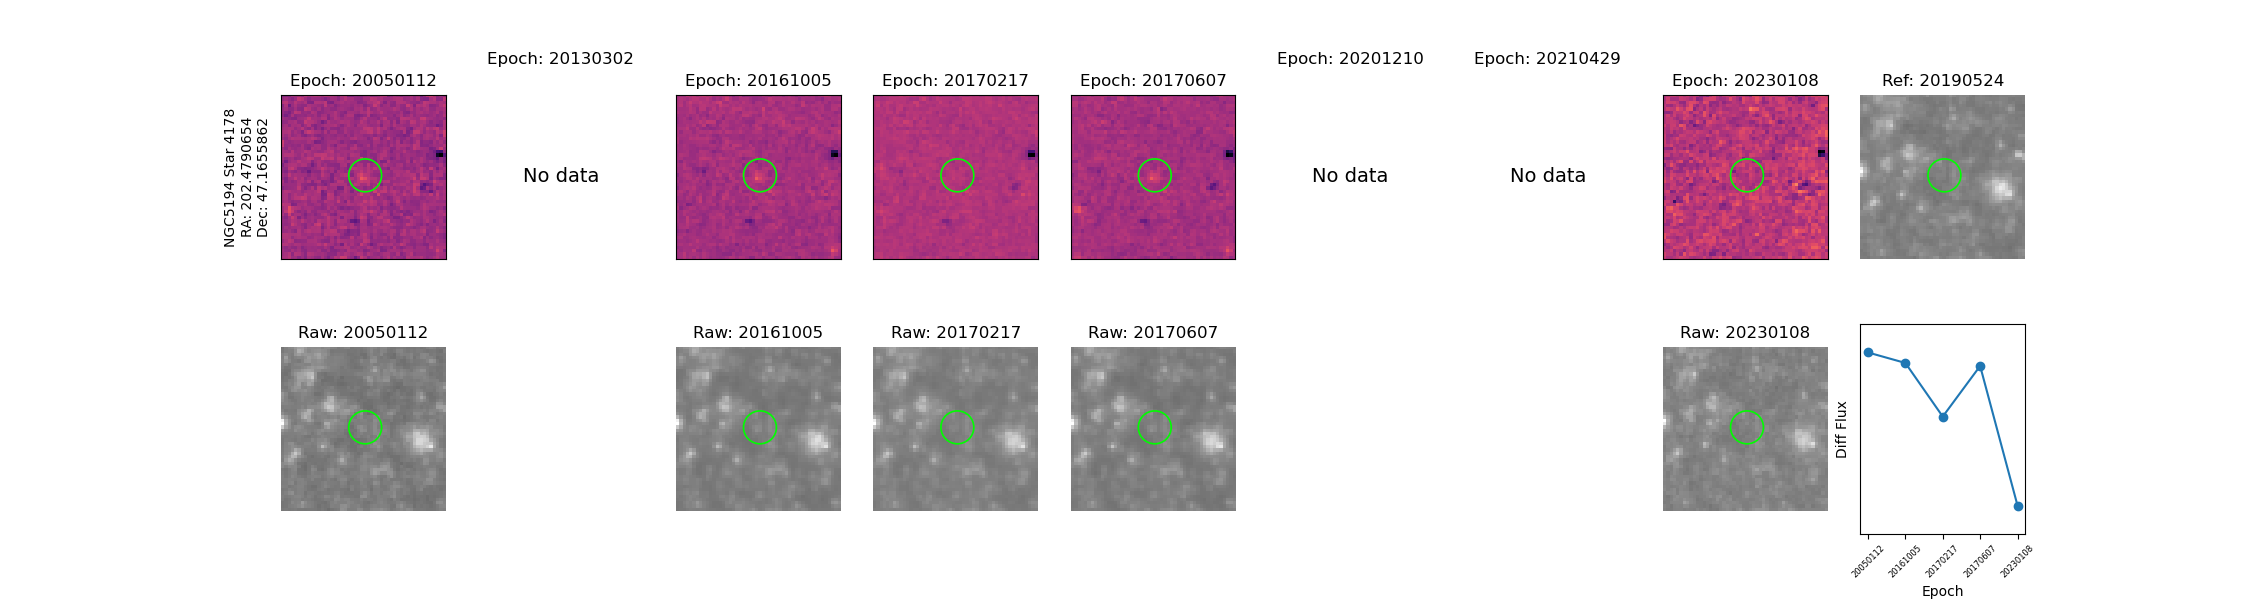 Epoch: 20130302
Epoch: 20201210
Epoch: 20210429
Epoch: 20050112
Epoch: 20161005
Epoch: 20170217
Epoch: 20170607
Epoch: 20230108
Ref: 20190524
NGC5194 Star 4178
RA: 202.4790654
Dec: 47.1655862
No data
No data
No data
Raw: 20050112
Raw: 20161005
Raw: 20170217
Raw: 20170607
Raw: 20230108
Diff Flux
20050112
20161005
20170217
20170607
20230108
Epoch